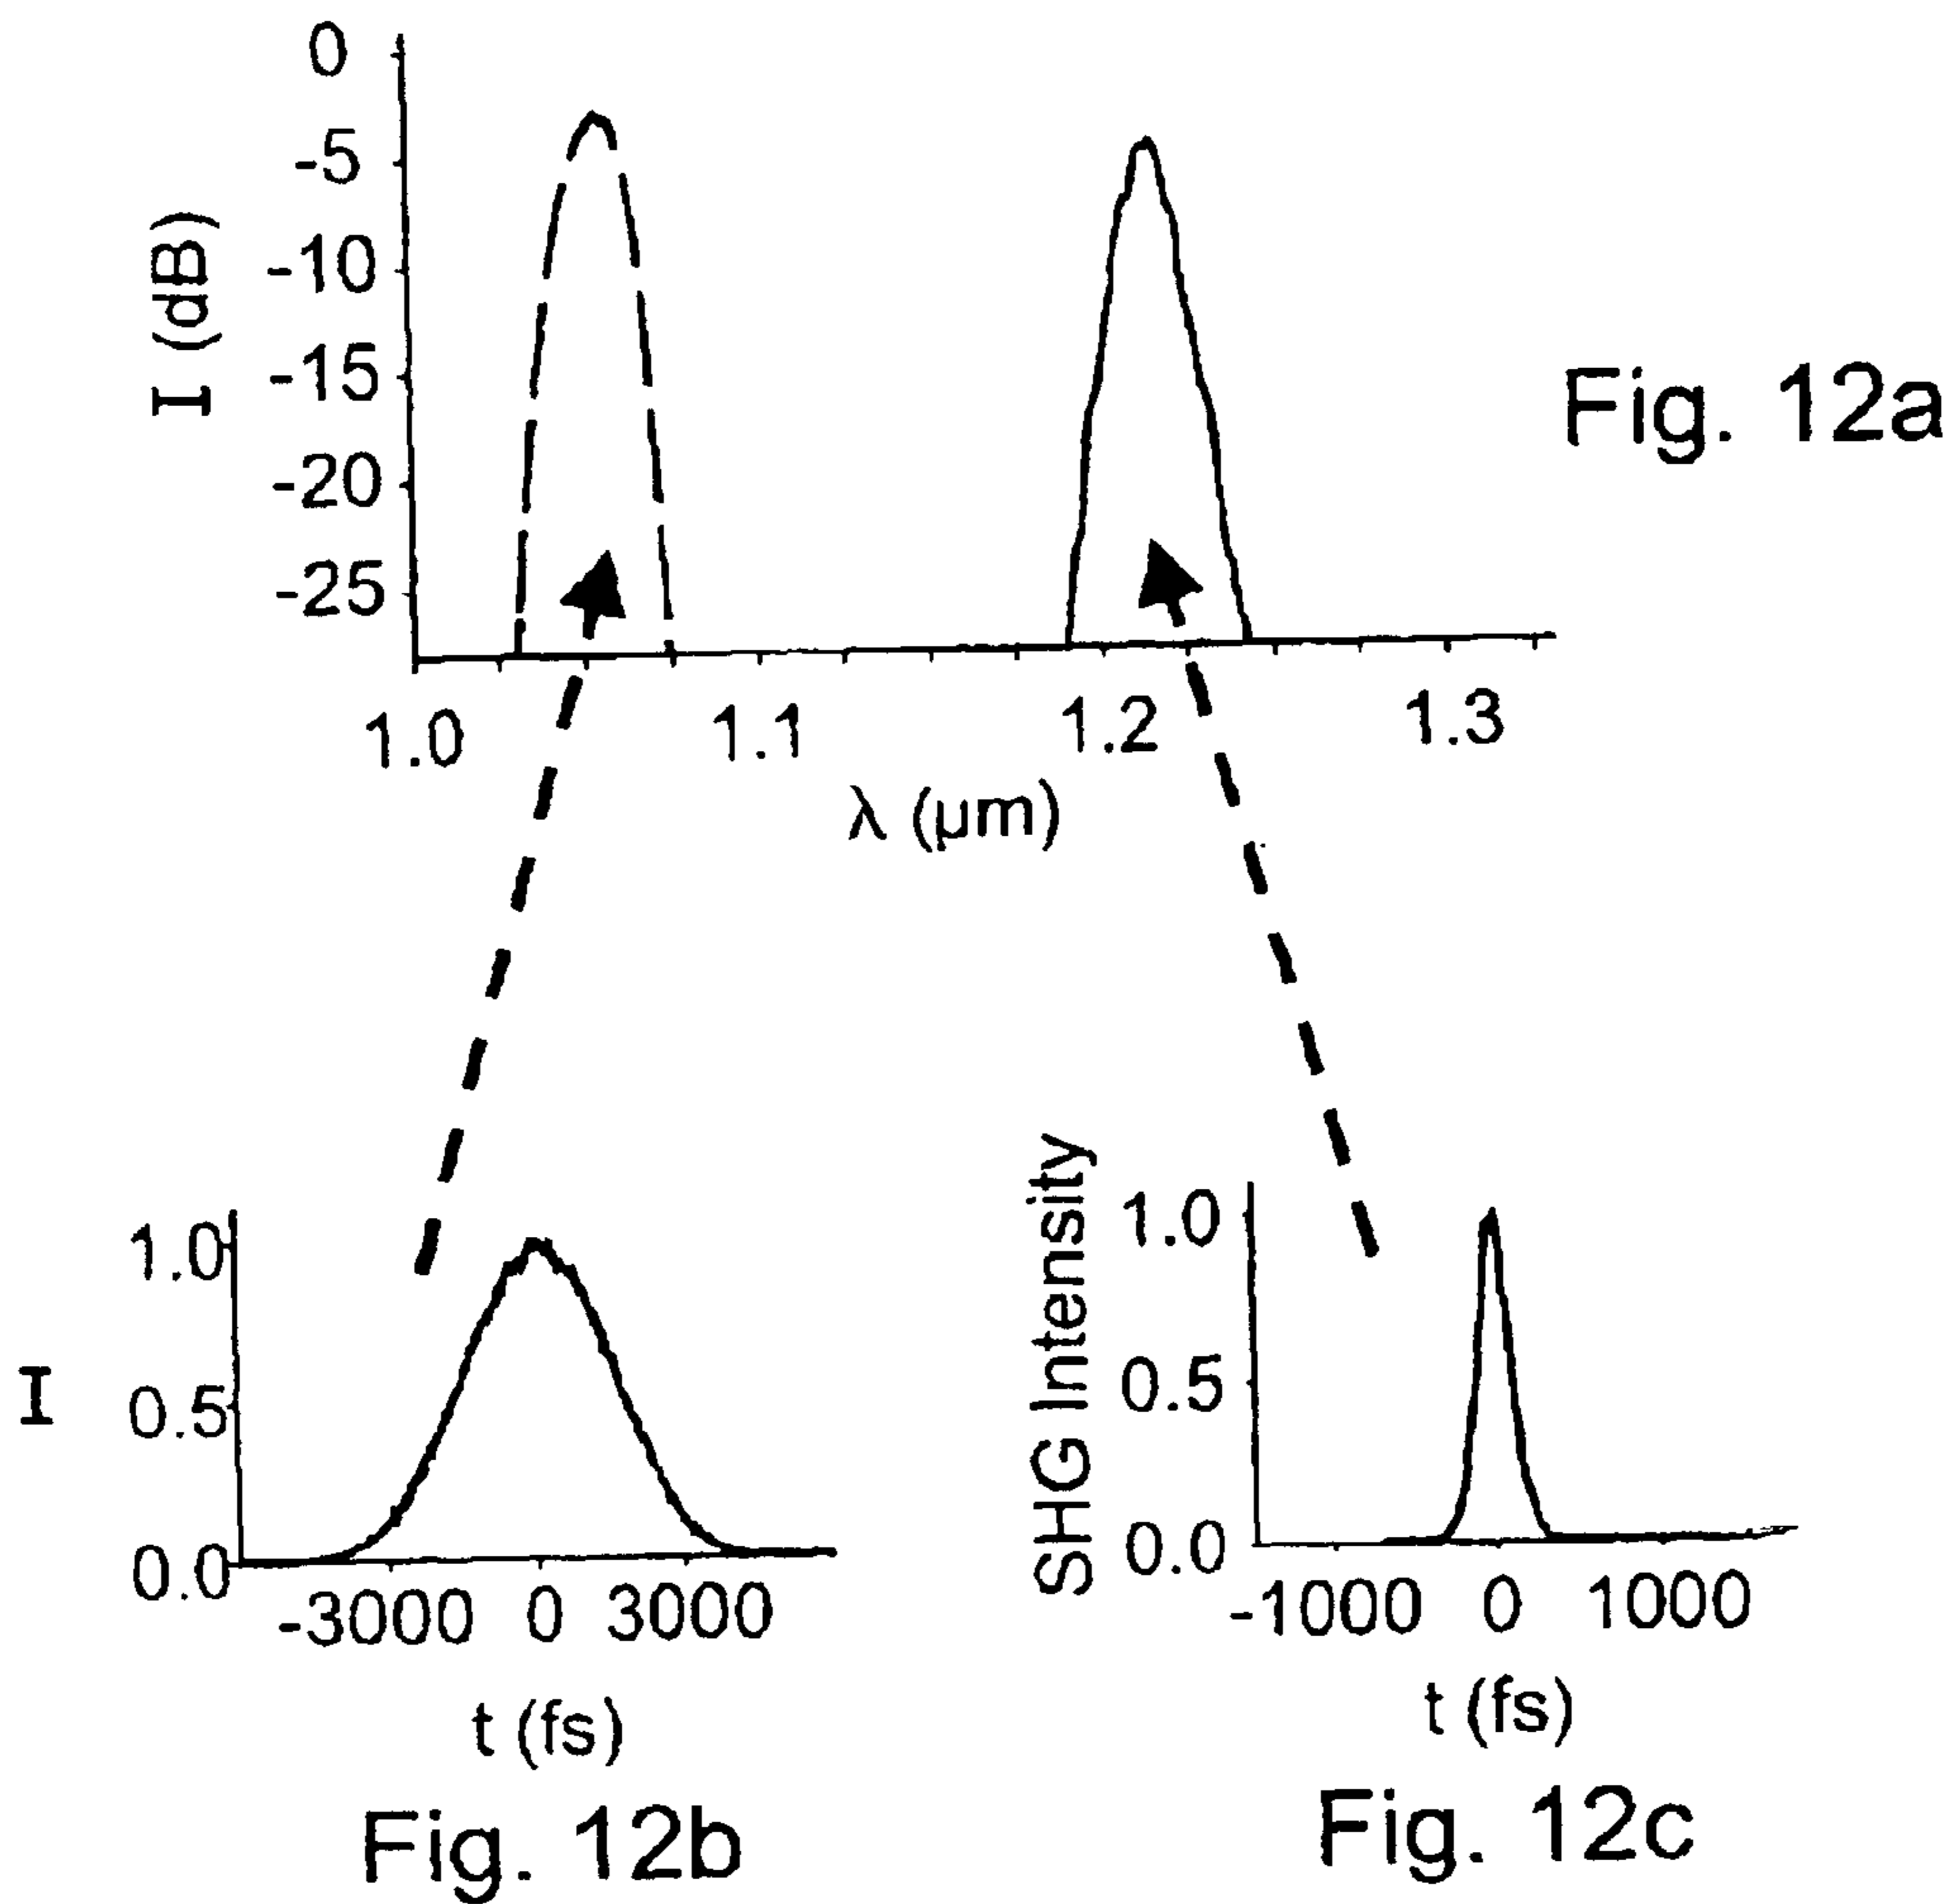 0
-5
-10
-15
-20
-25
I (dB)
1.0 1.1 1.2 1.3
λ (μm)
Fig. 12a
1.0
0.5
0.0
I
-3000 0 3000
t (fs)
Fig. 12b
SHG Intensity
1.0
0.5
0.0
-1000 0 1000
t (fs)
Fig. 12c